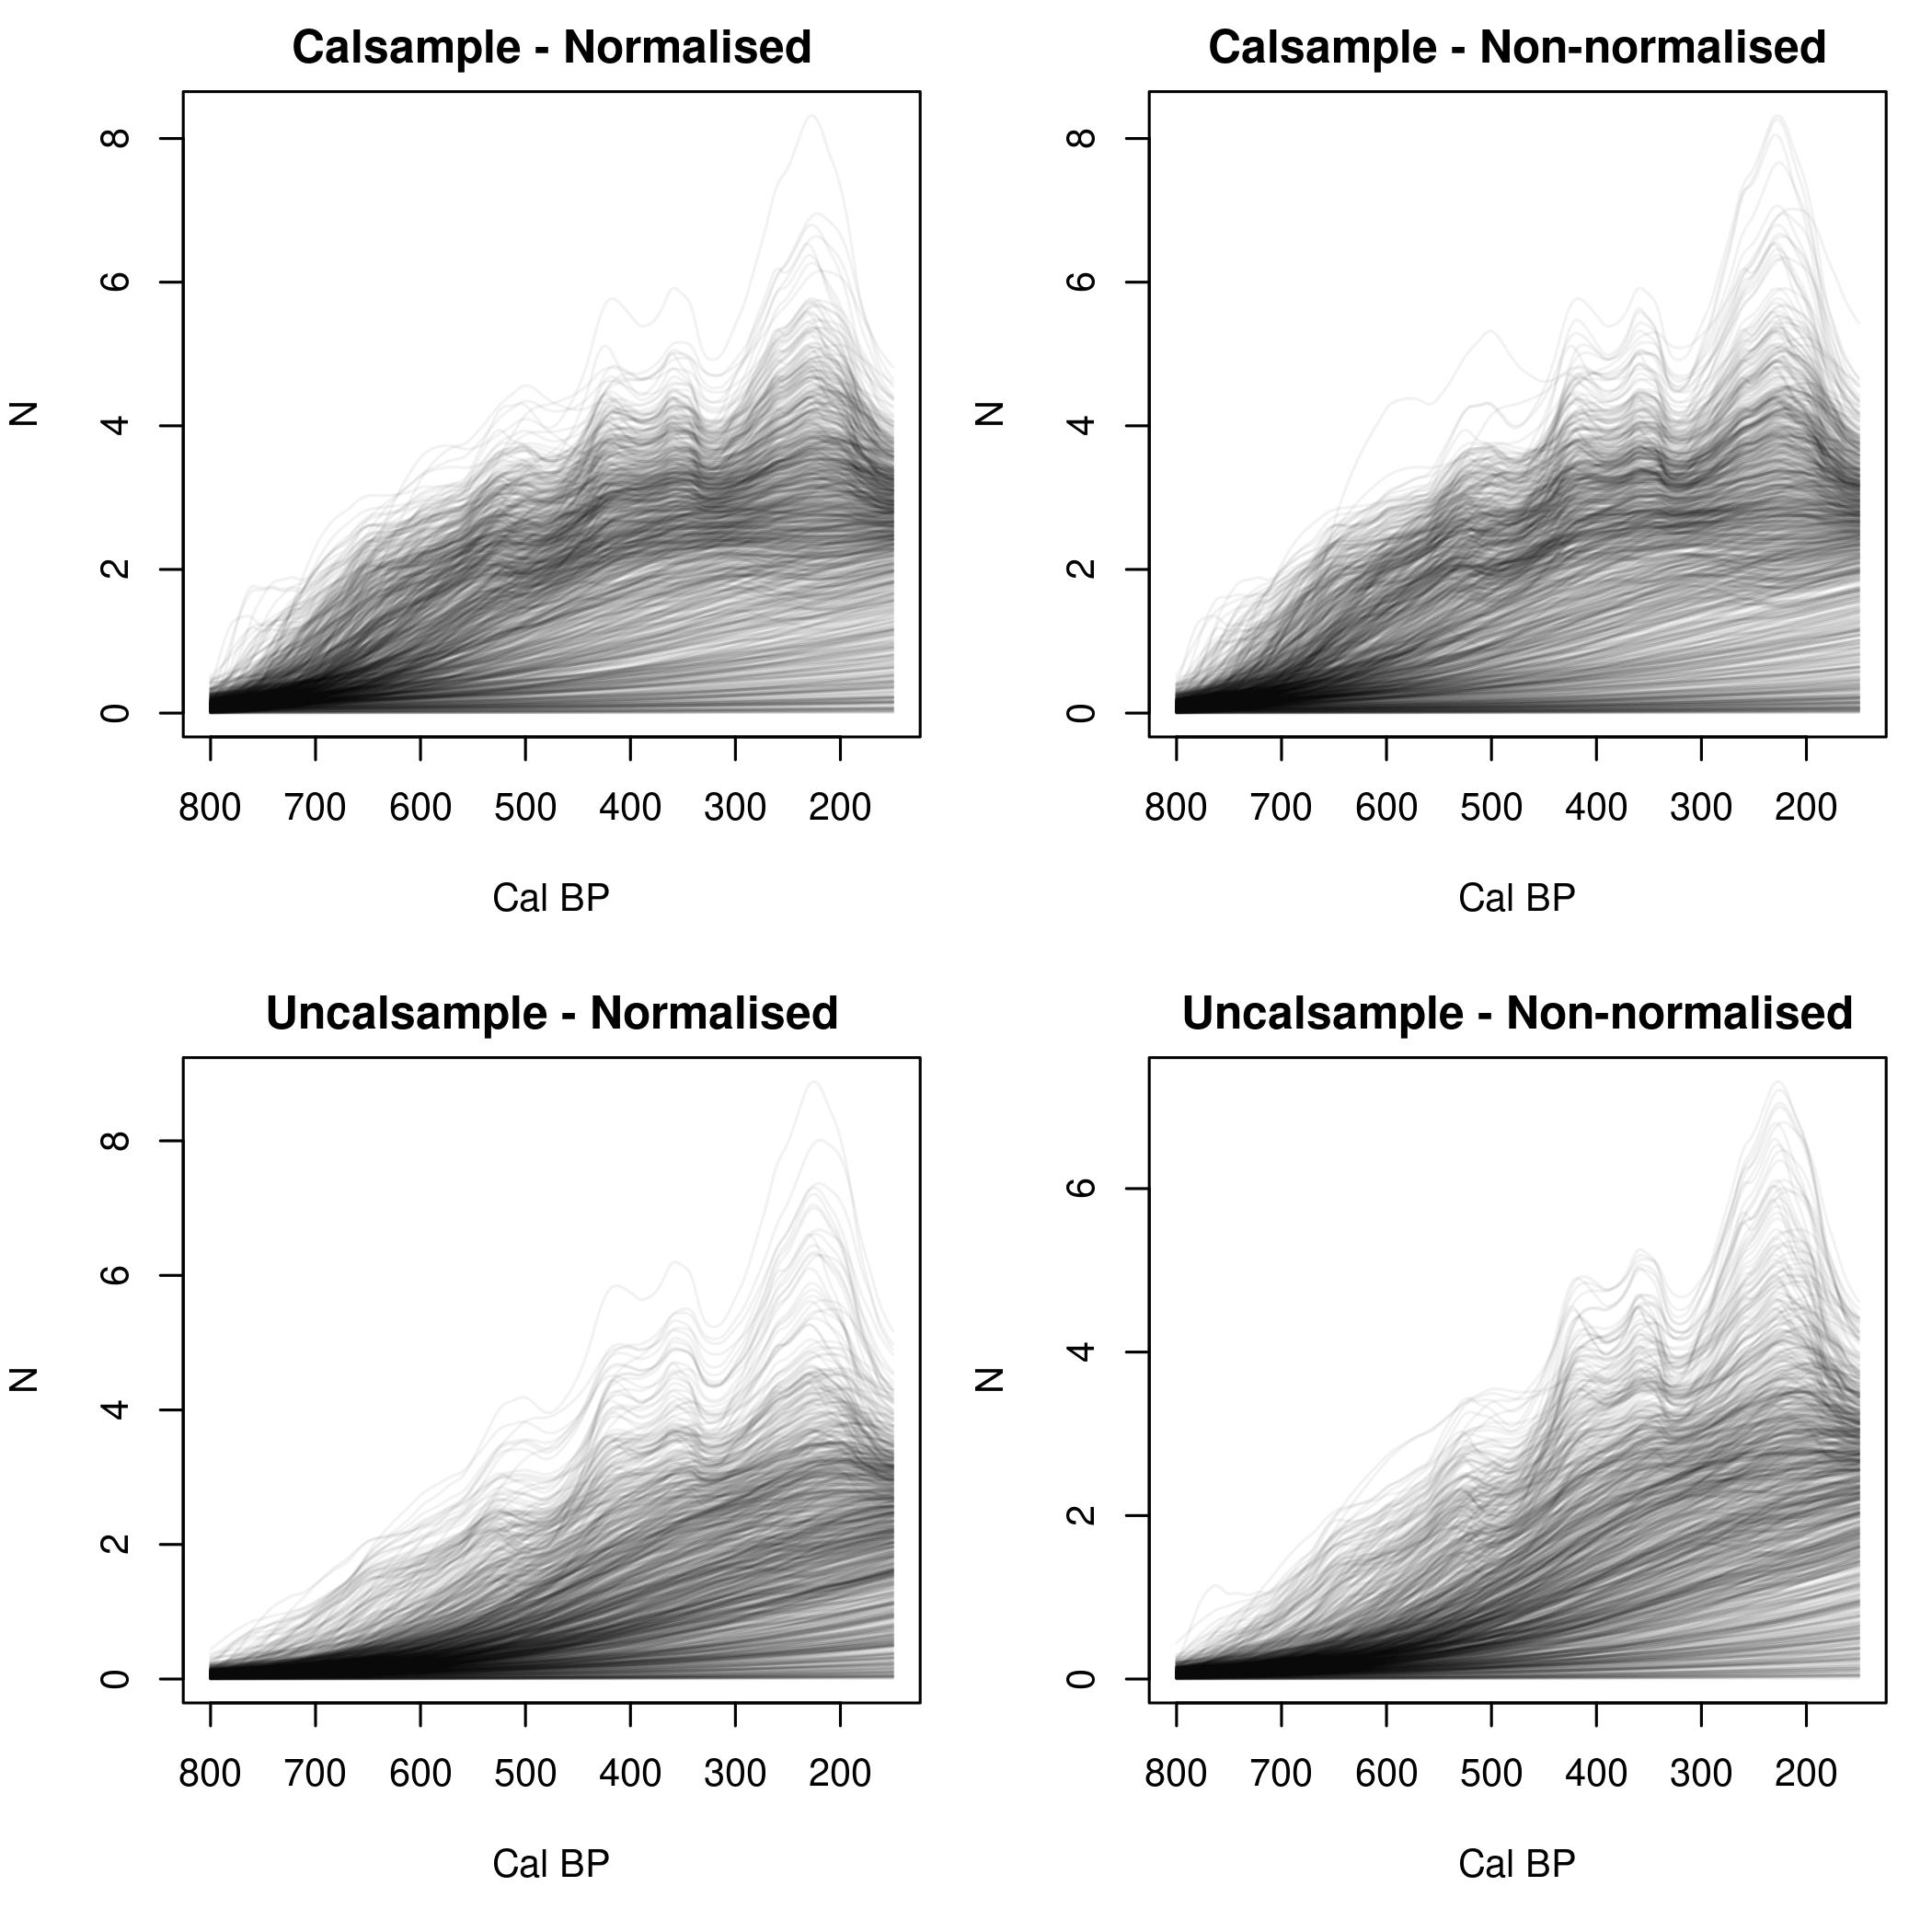 Calsample - Normalised
N
8
6
4
2
0
800 700 600 500 400 300 200
Cal BP
Calsample - Non-normalised
N
8
6
4
2
0
800 700 600 500 400 300 200
Cal BP
Uncalsample - Normalised
N
8
6
4
2
0
800 700 600 500 400 300 200
Cal BP
Uncalsample - Non-normalised
N
6
4
2
0
800 700 600 500 400 300 200
Cal BP